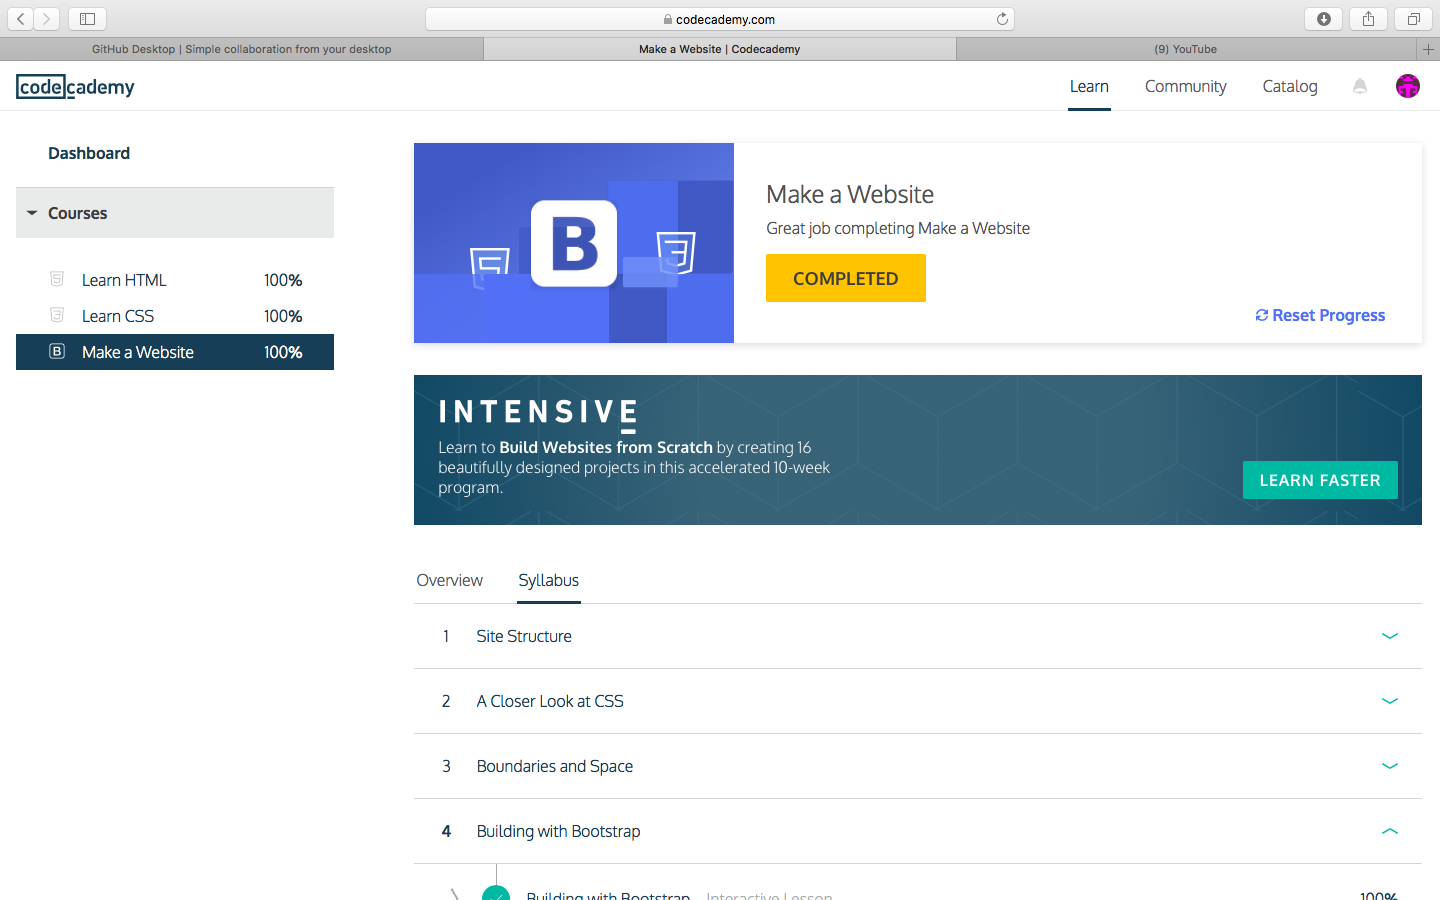 codecademy.com
GitHub Desktop | Simple collaboration from your desktop
Make a Website | Codecademy
(9) YouTube
codecademy
Learn
Community
Catalog
Dashboard
Courses
Learn HTML 100%
Learn CSS 100%
B Make a Website 100%
B
Make a Website
Great job completing Make a Website
COMPLETED
Reset Progress
INTENSIVE
Learn to Build Websites from Scratch by creating 16
beautifully designed projects in this accelerated 10-week
program.
LEARN FASTER
Overview
Syllabus
1 Site Structure
2 A Closer Look at CSS
3 Boundaries and Space
4 Building with Bootstrap
Building with Bootstrap Interactive Lesson 100%